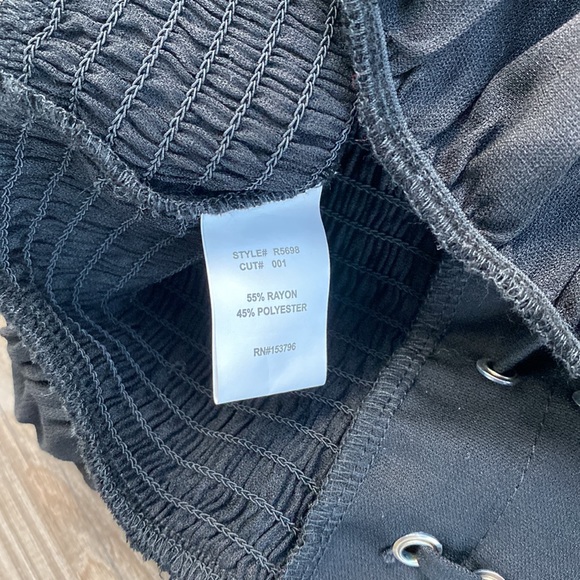 STYLE# R5698
CUT# 001
55% RAYON
45% POLYESTER
RN#153796